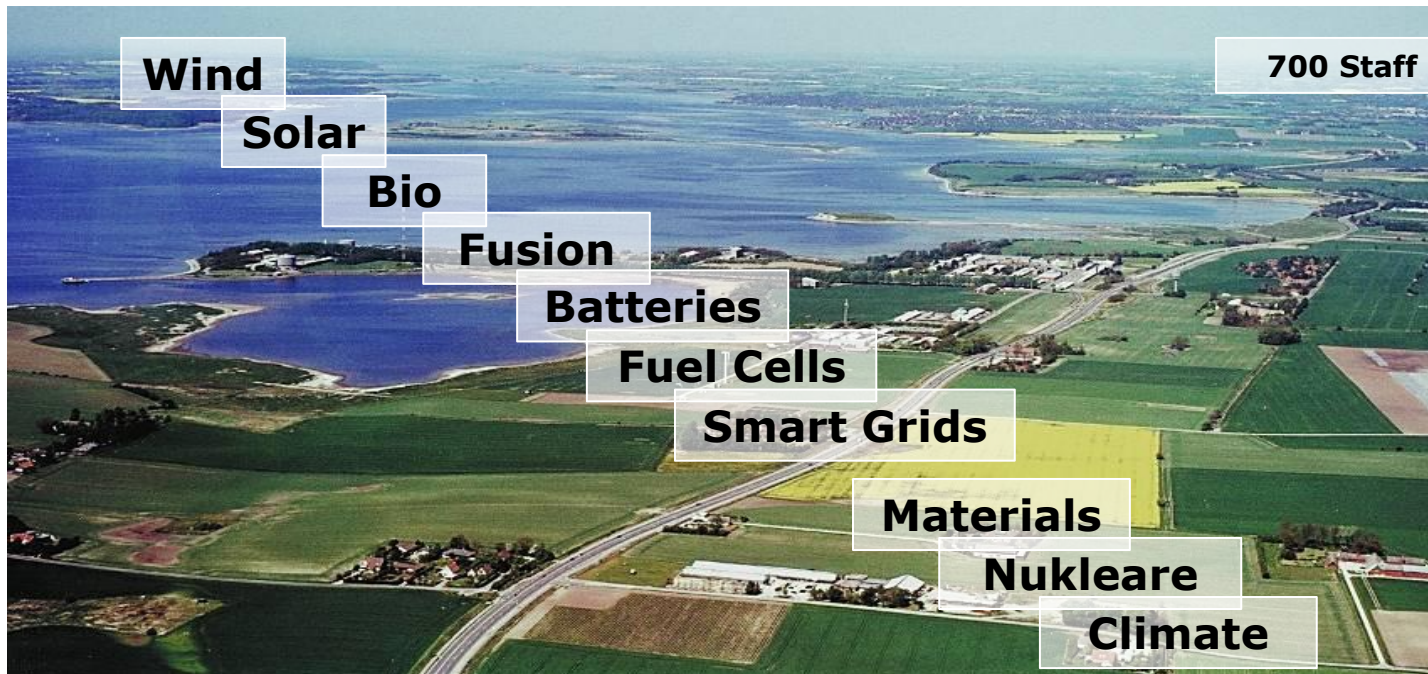 Wind
700 Staff
Solar
Bio
Fusion
Batteries
Fuel Cells
Smart Grids
Materials
Nukleare
Climate